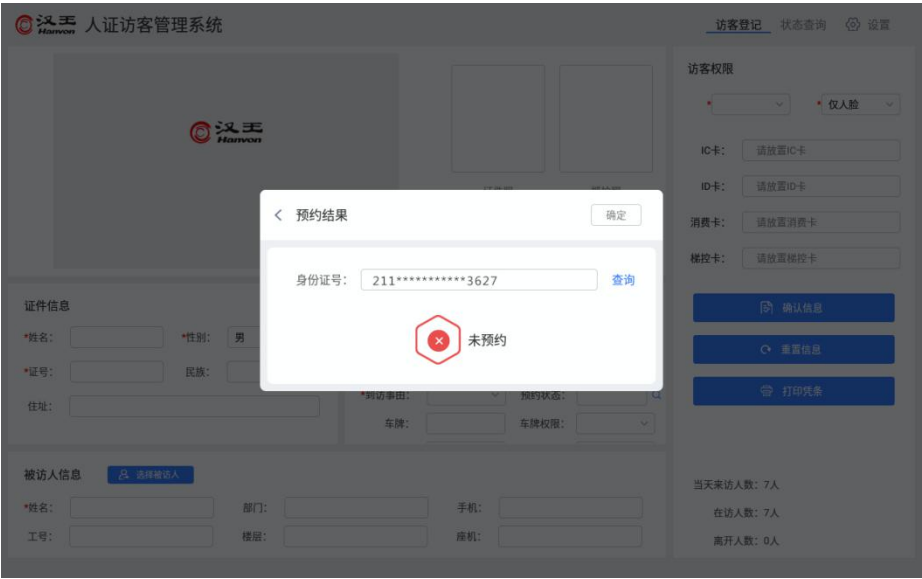 汉王 Hanvon 人证访客管理系统 访客登记 状态查询 设置
访客权限
汉王
Hanvon
* * 仅人脸
IC卡: 请放置IC卡
ID卡: 请放置ID卡
消费卡: 请放置消费卡
梯控卡: 请放置梯控卡
预约结果 确定
身份证号: 211***********3627 查询
未预约
证件信息
*姓名: *性别: 男
*证号: 民族:
住址:
*到访事由: 预约状态:
车牌: 车牌权限:
确认信息
重置信息
打印凭条
被访人信息 选择被访人
*姓名: 部门: 手机:
工号: 楼层: 座机:
当天来访人数: 7人
在访人数: 7人
离开人数: 0人